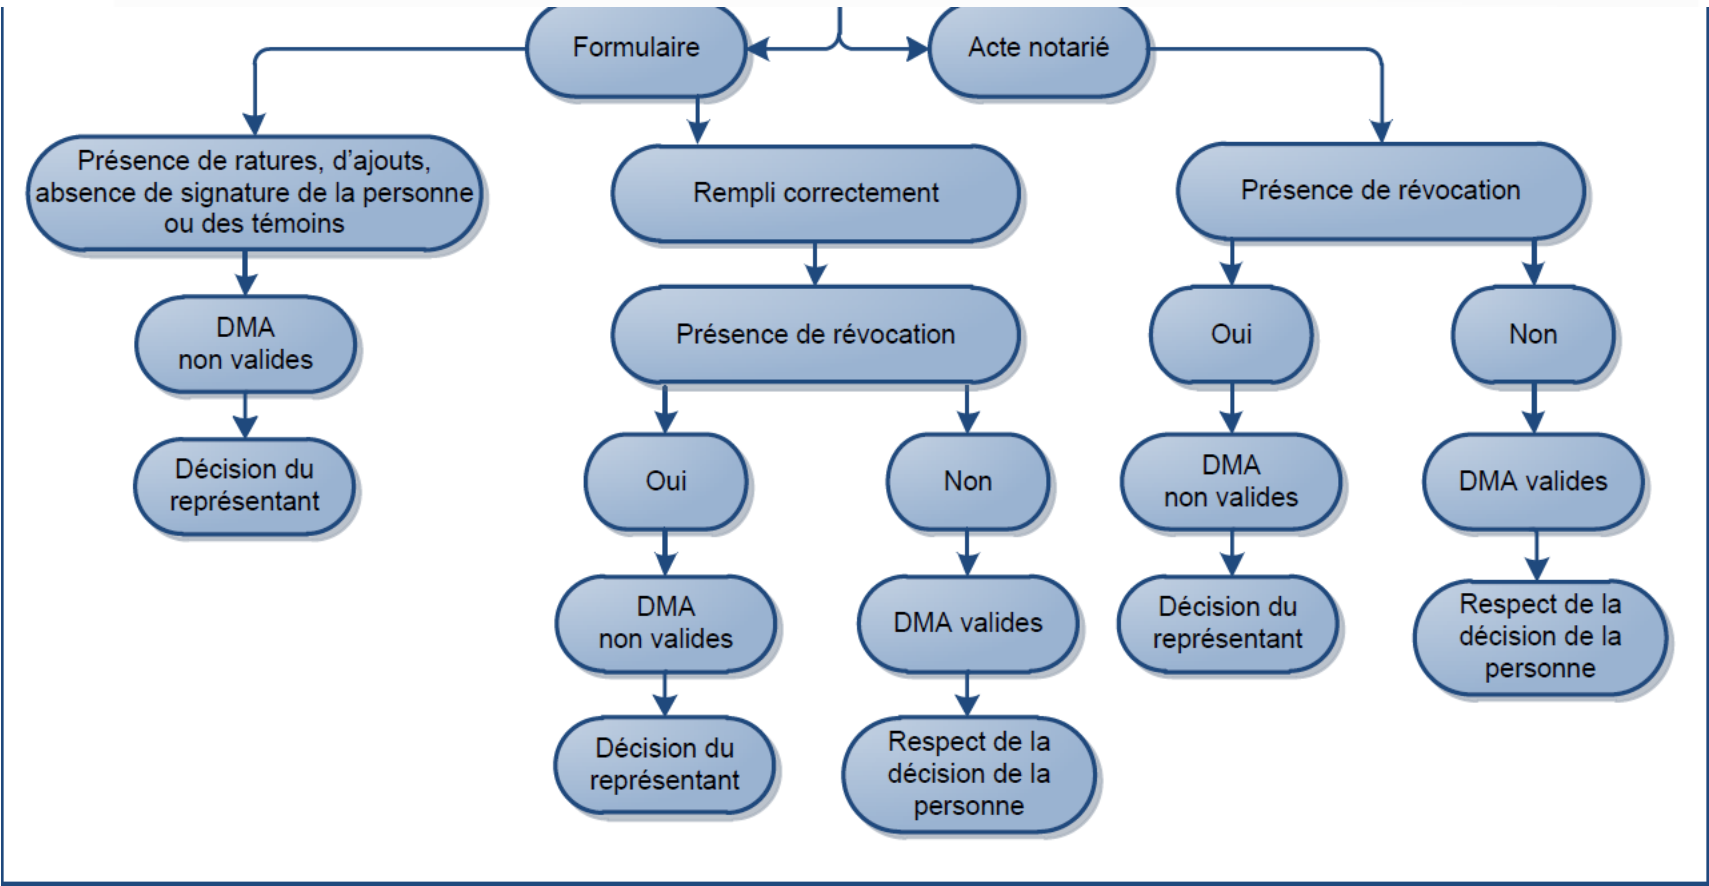 Formulaire
Acte notarié
Présence de ratures, d'ajouts,
absence de signature de la personne
ou des témoins
Rempli correctement
Présence de révocation
DMA
non valides
Présence de révocation
Oui
Non
Décision du
représentant
Oui
Non
DMA
non valides
DMA valides
DMA
non valides
DMA valides
Décision du
représentant
Respect de la
décision de la
personne
Décision du
représentant
Respect de la
décision de la
personne